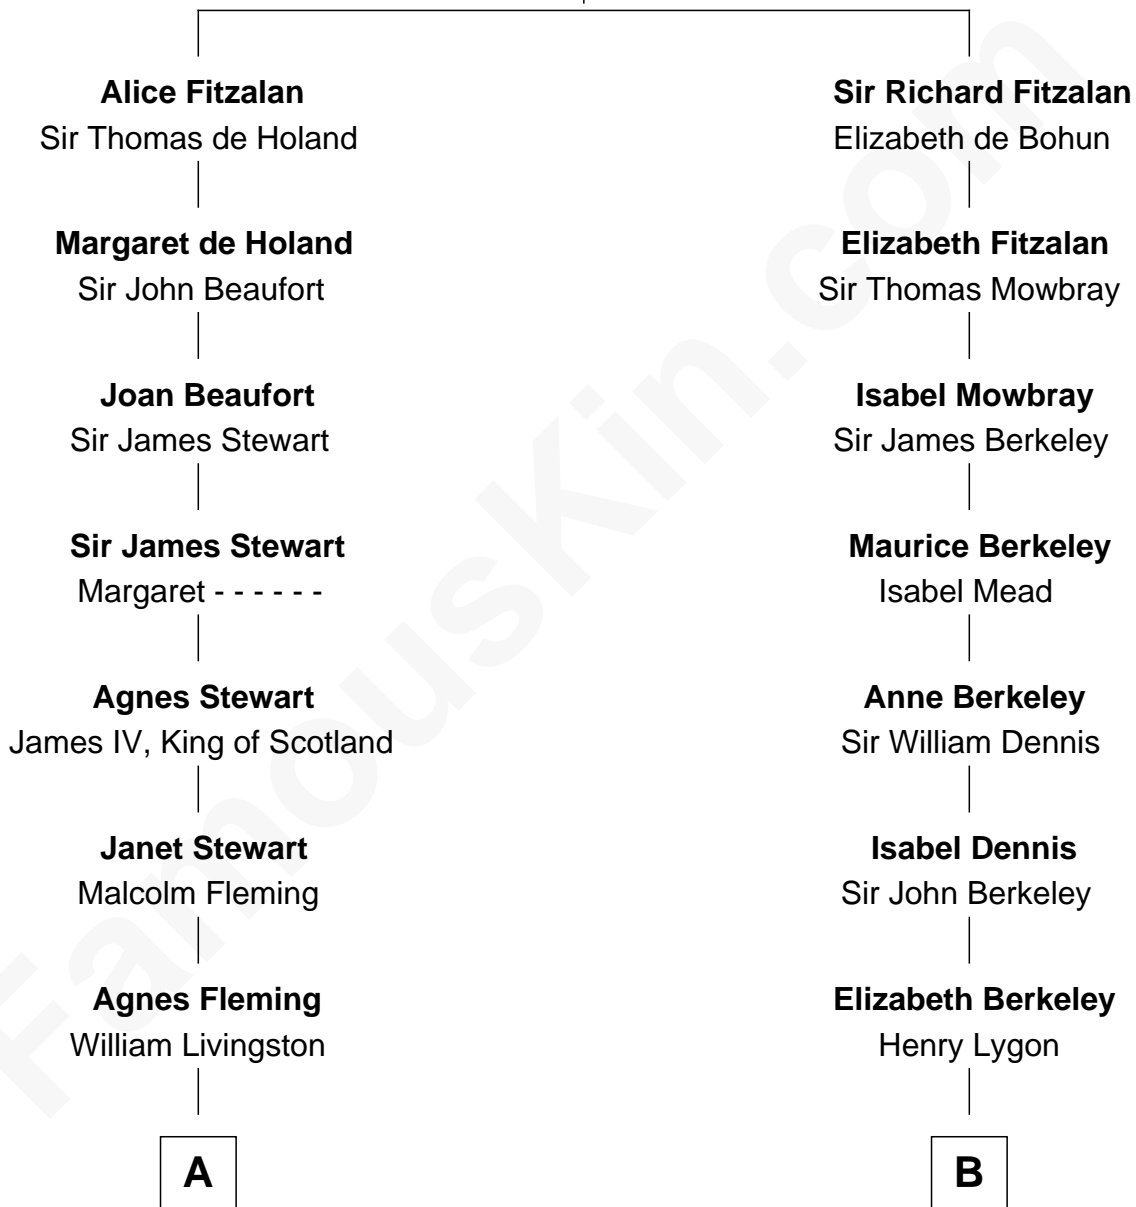 Alice Fitzalan
Sir Thomas de Holand
Margaret de Holand
Sir John Beaufort
Joan Beaufort
Sir James Stewart
Sir James Stewart
Margaret - - - - - -
Agnes Stewart
James IV, King of Scotland
Janet Stewart
Malcolm Fleming
Agnes Fleming
William Livingston
A
Sir Richard Fitzalan
Elizabeth de Bohun
Elizabeth Fitzalan
Sir Thomas Mowbray
Isabel Mowbray
Sir James Berkeley
Maurice Berkeley
Isabel Mead
Anne Berkeley
Sir William Dennis
Isabel Dennis
Sir John Berkeley
Elizabeth Berkeley
Henry Lygon
B
FamousKin.com